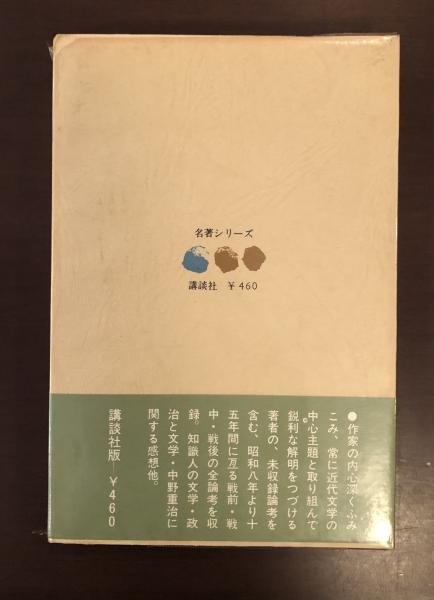 名著シリーズ
講談社 ¥460
●作家の内心深くふみ
こみ、常に近代文学の
中心主題と取り組んで
鋭利な解明をつづける
著者の、未収録論考を
含む、昭和八年より十
五年間に亙る戦前・戦
中・戦後の全論考を収
録。知識人の文学・政
治と文学・中野重治に
関する感想他。
講談社版 ¥460